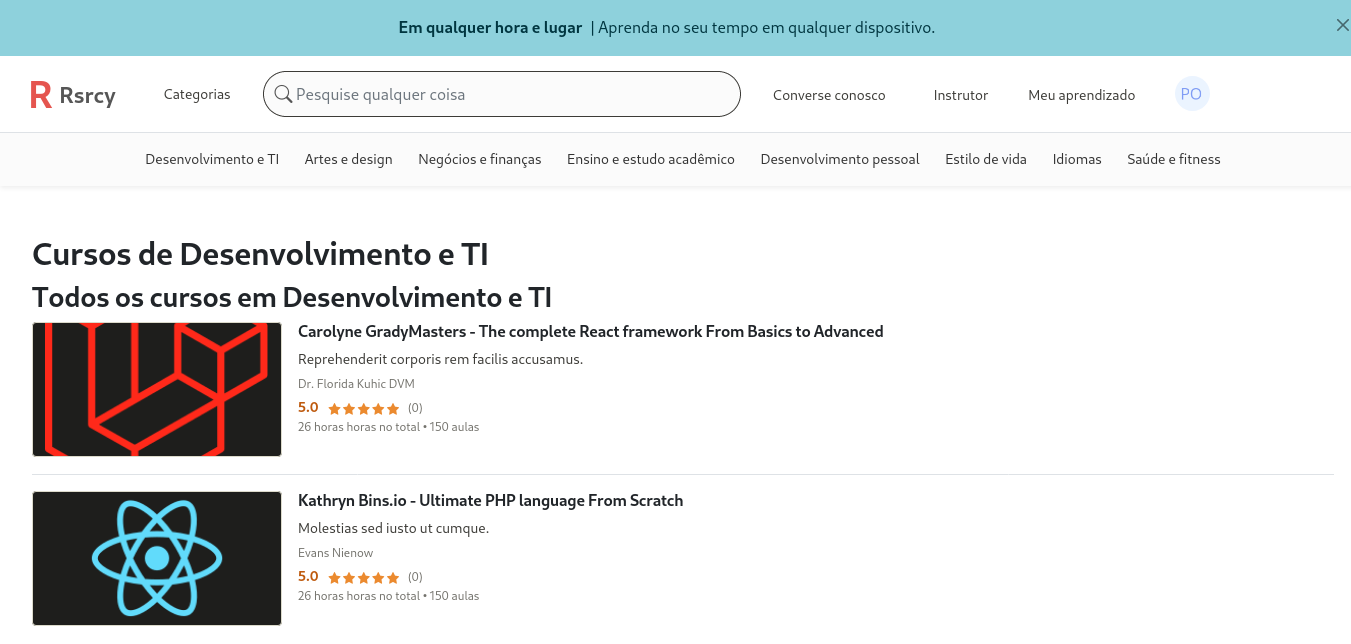 Em qualquer hora e lugar | Aprenda no seu tempo em qualquer dispositivo.
R Rsrcy
Categorias
Pesquise qualquer coisa
Converse conosco
Instrutor
Meu aprendizado
PO
Desenvolvimento e TI
Artes e design
Negócios e finanças
Ensino e estudo acadêmico
Desenvolvimento pessoal
Estilo de vida
Idiomas
Saúde e fitness
Cursos de Desenvolvimento e TI
Todos os cursos em Desenvolvimento e TI
Carolyne GradyMasters - The complete React framework From Basics to Advanced
Reprehenderit corporis rem facilis accusamus.
Dr. Florida Kuhic DVM
5.0 (0)
26 horas horas no total • 150 aulas
Kathryn Bins.io - Ultimate PHP language From Scratch
Molestias sed iusto ut cumque.
Evans Nienow
5.0 (0)
26 horas horas no total • 150 aulas